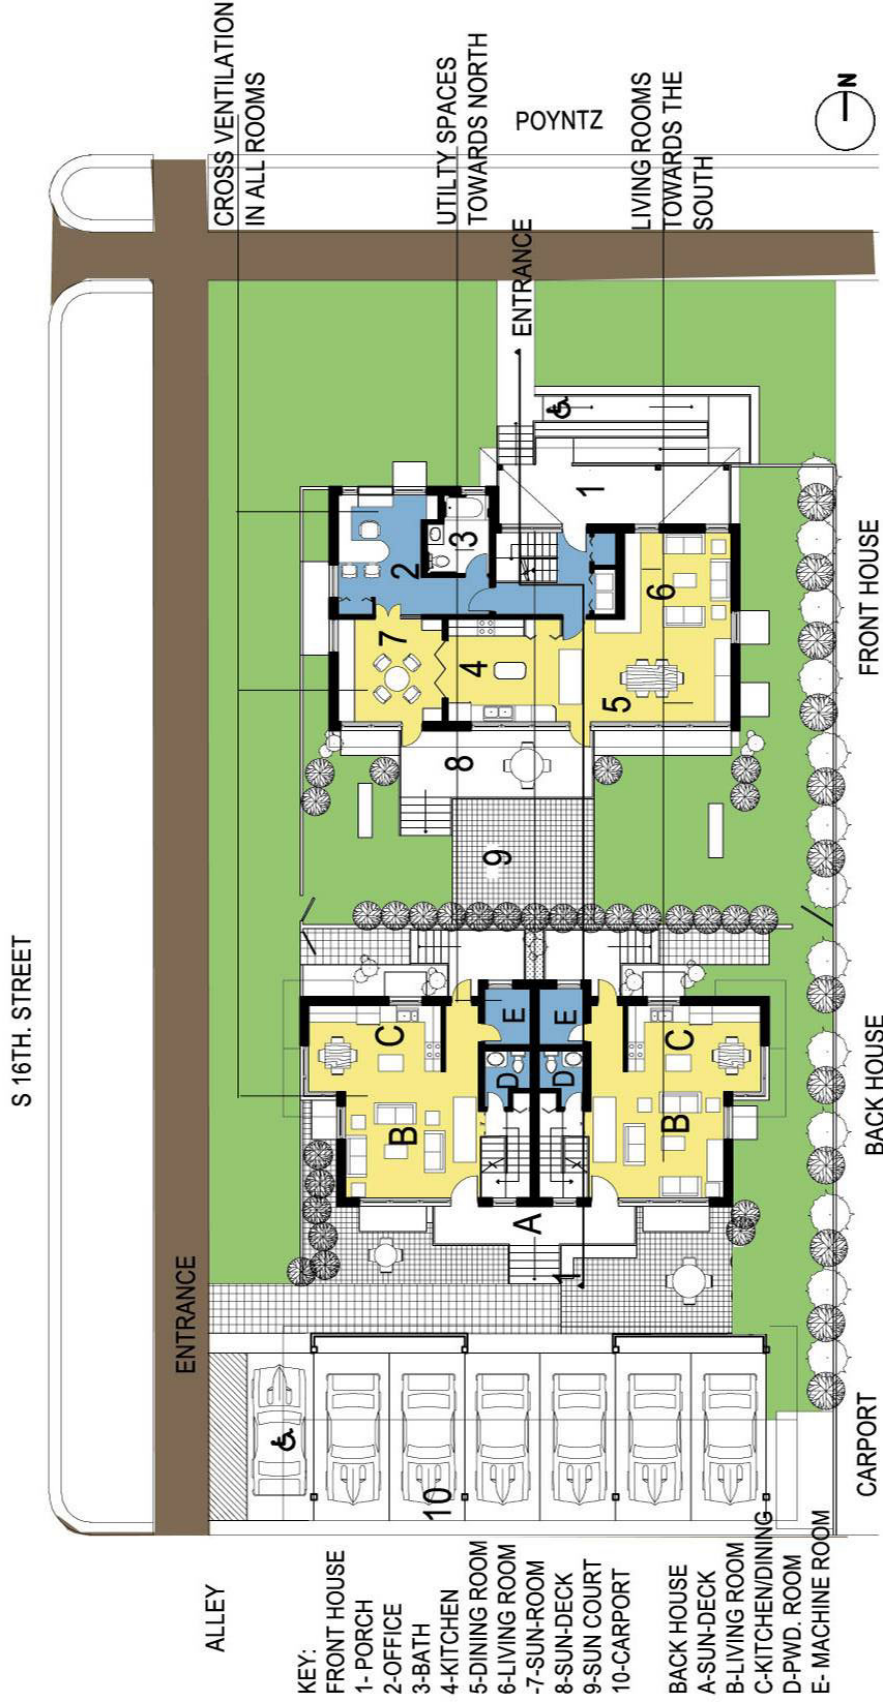 S 16TH. STREET
CROSS VENTILATION
IN ALL ROOMS
UTILTY SPACES
TOWARDS NORTH
LIVING ROOMS
TOWARDS THE
SOUTH
POYNTZ
N
ENTRANCE
ENTRANCE
1
2
3
4
5
6
7
8
9
10
A
B
B
C
C
D
D
E
E
FRONT HOUSE
BACK HOUSE
CARPORT
ALLEY
KEY:
FRONT HOUSE
1- PORCH
2-OFFICE
3-BATH
4-KITCHEN
5-DINING ROOM
6-LIVING ROOM
-7-SUN-ROOM
8-SUN-DECK
9-SUN COURT
10-CARPORT
BACK HOUSE
A-SUN-DECK
B-LIVING ROOM
C-KITCHEN/DINING
D-PWD. ROOM
E- MACHINE ROOM